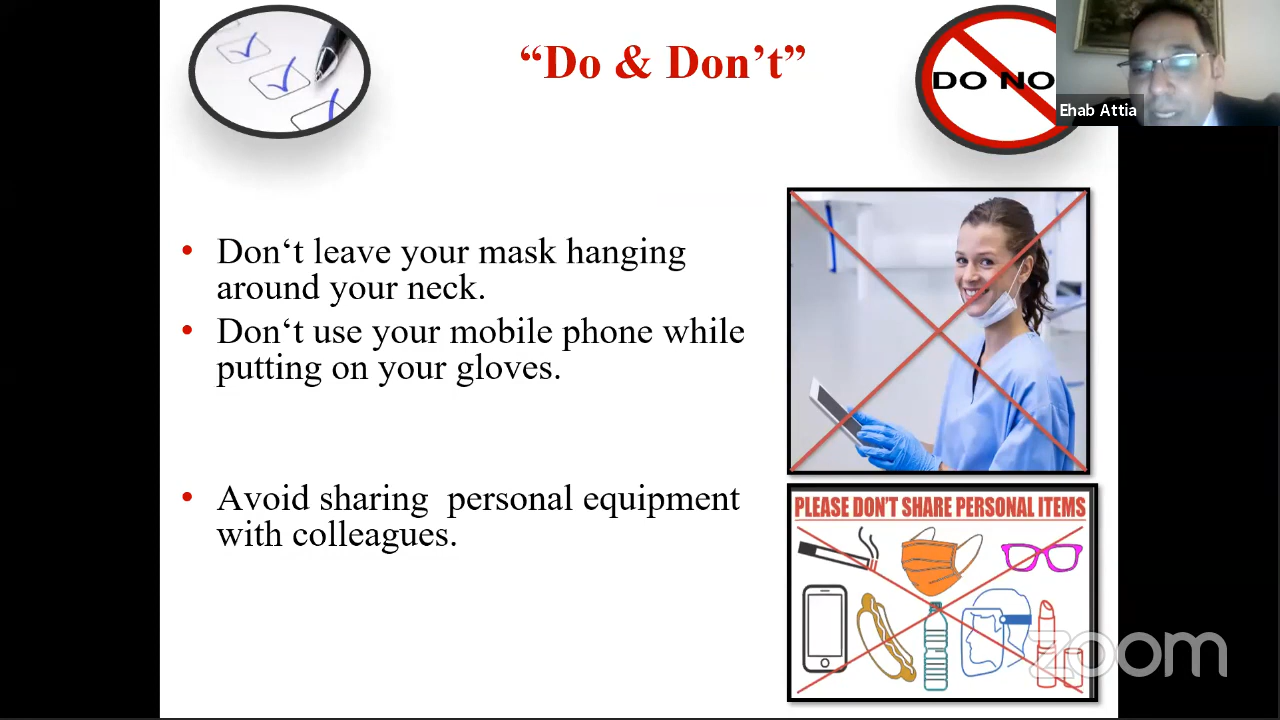 “Do & Don’t”
DO NO
Ehab Attia
• Don‘t leave your mask hanging
around your neck.
• Don‘t use your mobile phone while
putting on your gloves.
• Avoid sharing personal equipment
with colleagues.
PLEASE DON'T SHARE PERSONAL ITEMS
zoom